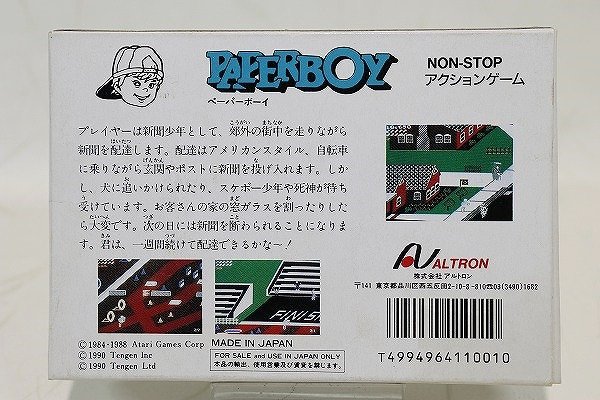 PAPERBOY
ペーパーボーイ
NON-STOP
アクションゲーム
プレイヤーは新聞少年として、郊外の街中を走りながら
新聞を配達します。配達はアメリカンスタイル、自転車
に乗りながら玄関やポストに新聞を投げ入れます。しか
し、犬に追いかけられたり、スケボー少年や死神が待ち
受けています。お客さんの家の窓ガラスを割ったりした
ら大変です。次の日には新聞を断わられることになりま
す。君は、一週間続けて配達できるかな〜!
ALTRON
株式会社 アルトロン
〒141 東京都品川区西五反田2-10-8-810☎03(3490)1682
FINISH
©1984-1988 Atari Games Corp
©1990 Tengen Inc
©1990 Tengen Ltd
MADE IN JAPAN
FOR SALE and USE IN JAPAN ONLY
本品の輸出、使用営業及び賃貸を禁じます。
T4994964110010